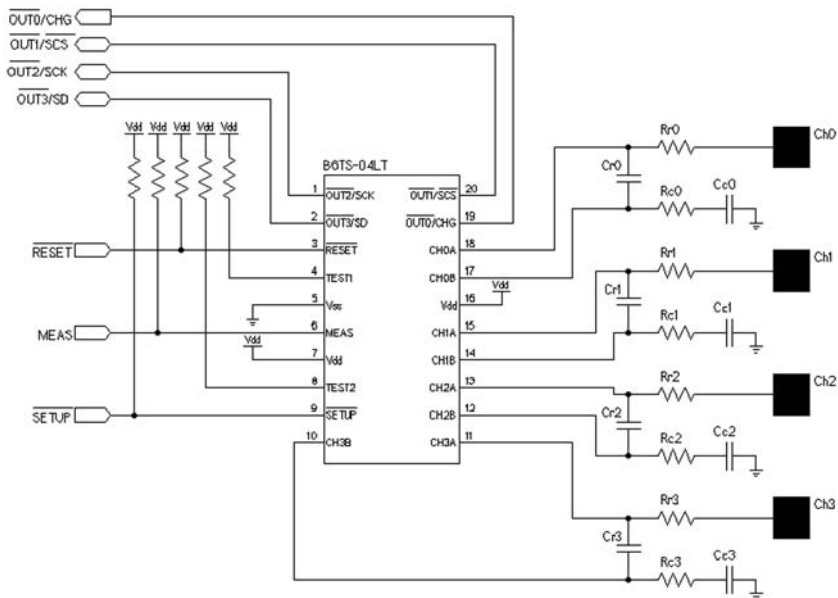 OUT0/CHG
OUT1/SCS
OUT2/SCK
OUT3/SD
Vdd Vdd Vdd Vdd Vdd
B6TS-04LT
1 OUT2/SCK OUT1/SCS 20
2 OUT3/SD OUT0/CHG 19
RESET 3 RESET CH0A 18
4 TEST1 CH0B 17
5 Vss Vdd 16 Vdd
MEAS 6 MEAS CH1A 15
Vdd 7 Vdd CH1B 14
8 TEST2 CH2A 13
SETUP 9 SETUP CH2B 12
10 CH3B CH3A 11
Rr0 Ch0
Cr0
Rc0 Cc0
Rr1 Ch1
Cr1
Rc1 Cc1
Rr2 Ch2
Cr2
Rc2 Cc2
Rr3 Ch3
Cr3
Rc3 Cc3